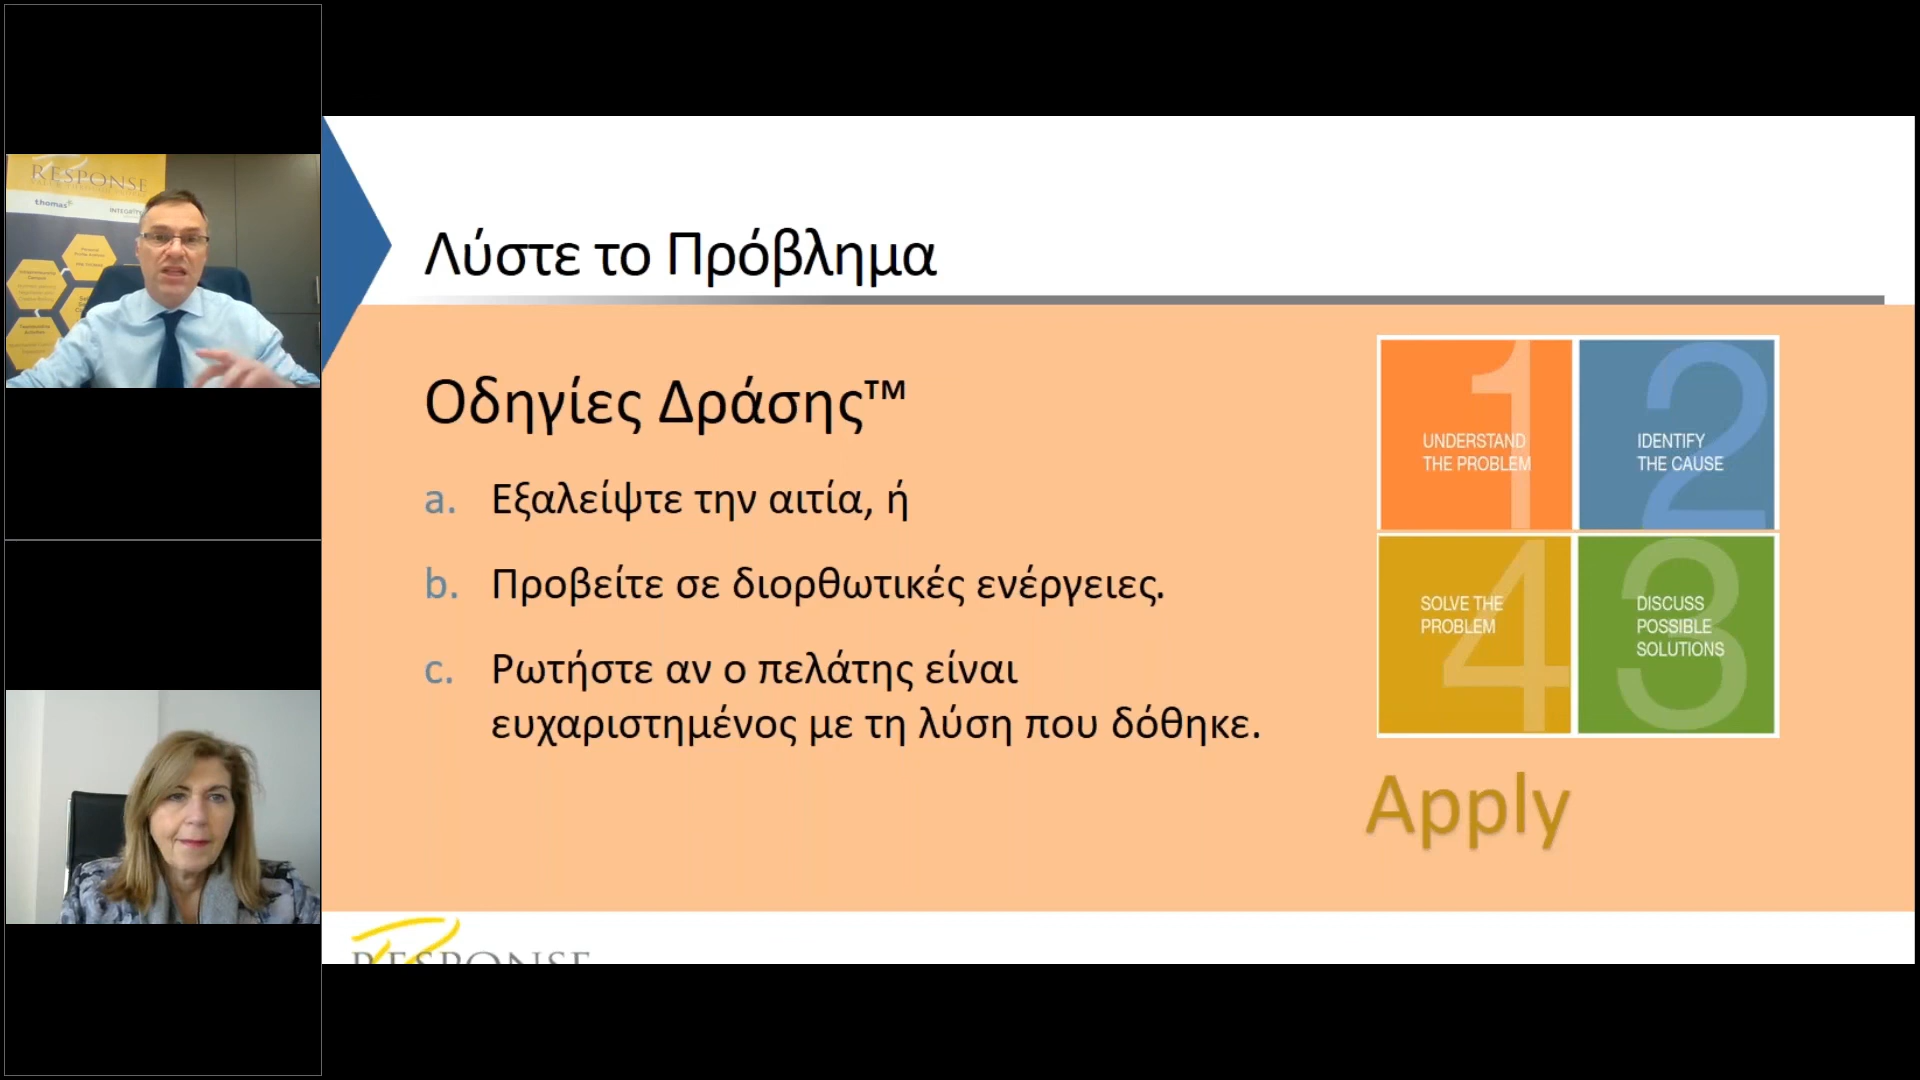 RESPONSE
thomas
Λύστε το Πρόβλημα
Οδηγίες Δράσης™
a. Εξαλείψτε την αιτία, ή
b. Προβείτε σε διορθωτικές ενέργειες.
c. Ρωτήστε αν ο πελάτης είναι
ευχαριστημένος με τη λύση που δόθηκε.
1
UNDERSTAND
THE PROBLEM
2
IDENTIFY
THE CAUSE
4
SOLVE THE
PROBLEM
3
DISCUSS
POSSIBLE
SOLUTIONS
Apply
RESPONSE